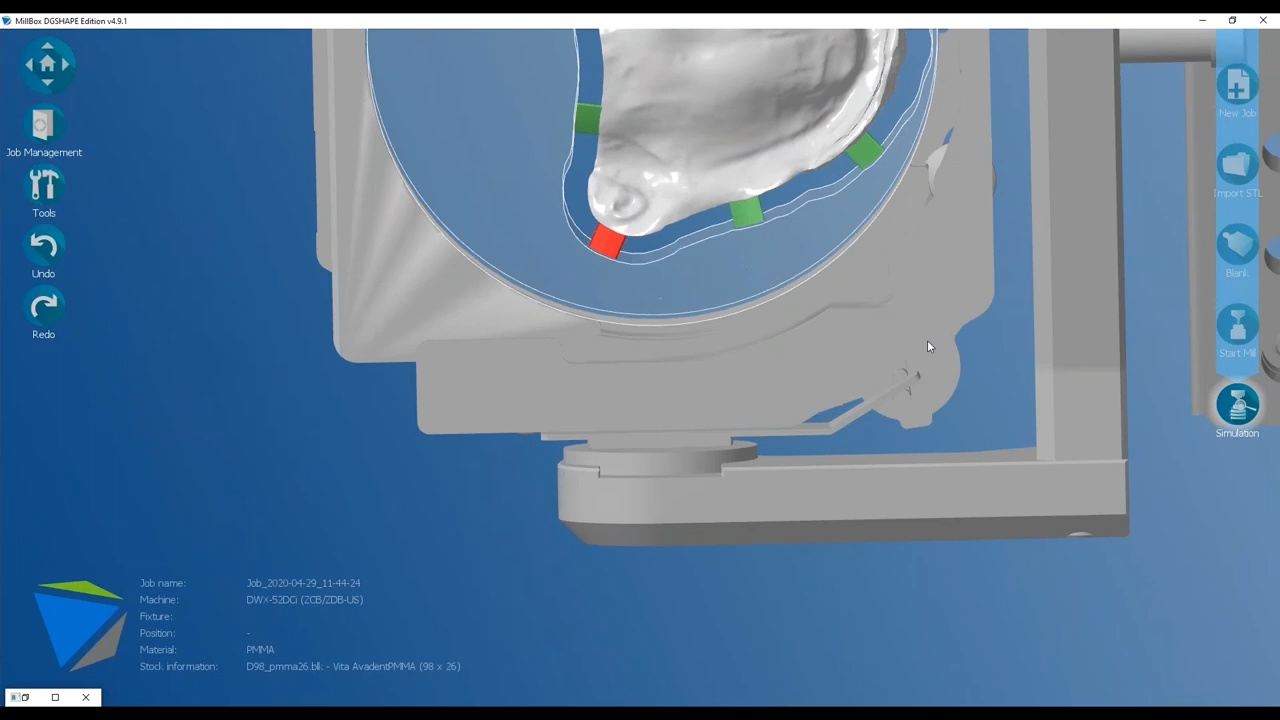 MillBox DGSHAPE Edition v4.9.1
Job Management
Tools
Undo
Redo
New Job
Import STL
Blank
Start Mill
Simulation
Job name: Job_2020-04-29_11-44-24
Machine: DWX-52DCi (ZCB/ZDB-US)
Fixture:
Position: -
Material: PMMA
Stock information: D98_pmma26.blk - Vita AvadentPMMA (98 x 26)